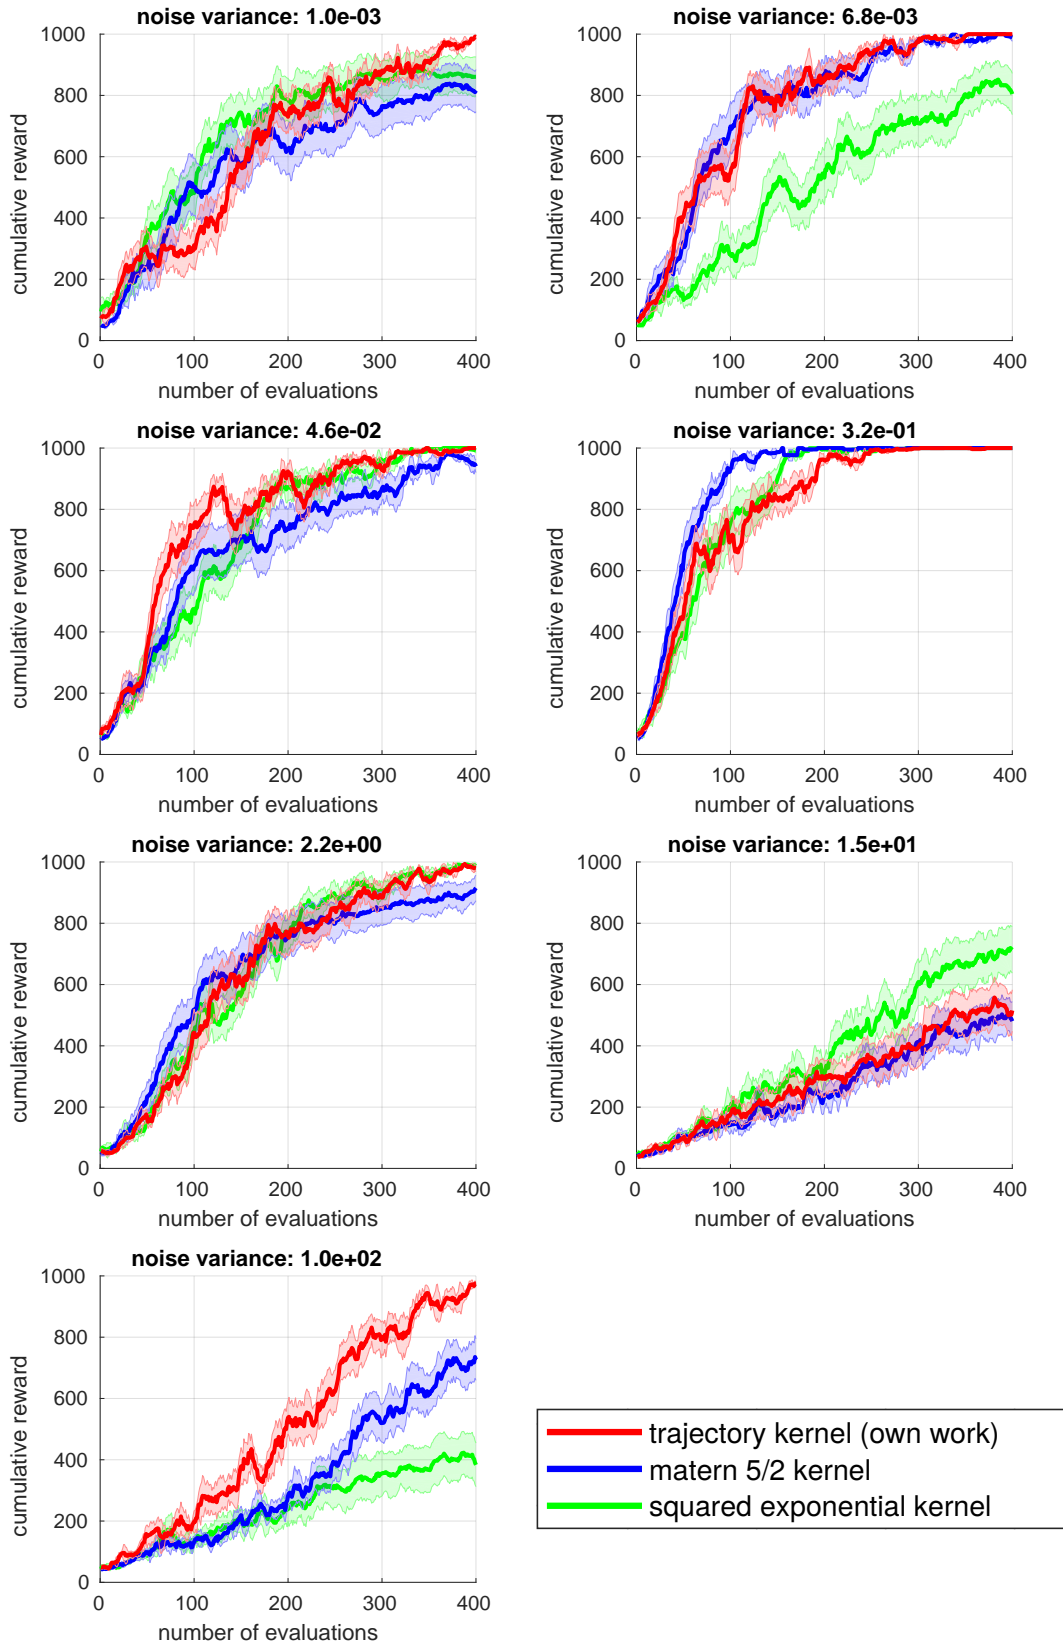 noise variance: 1.0e-03
1000
800
600
400
200
0
cumulative reward
0 100 200 300 400
number of evaluations
noise variance: 6.8e-03
1000
800
600
400
200
0
cumulative reward
0 100 200 300 400
number of evaluations
noise variance: 4.6e-02
1000
800
600
400
200
0
cumulative reward
0 100 200 300 400
number of evaluations
noise variance: 3.2e-01
1000
800
600
400
200
0
cumulative reward
0 100 200 300 400
number of evaluations
noise variance: 2.2e+00
1000
800
600
400
200
0
cumulative reward
0 100 200 300 400
number of evaluations
noise variance: 1.5e+01
1000
800
600
400
200
0
cumulative reward
0 100 200 300 400
number of evaluations
noise variance: 1.0e+02
1000
800
600
400
200
0
cumulative reward
0 100 200 300 400
number of evaluations
trajectory kernel (own work)
matern 5/2 kernel
squared exponential kernel